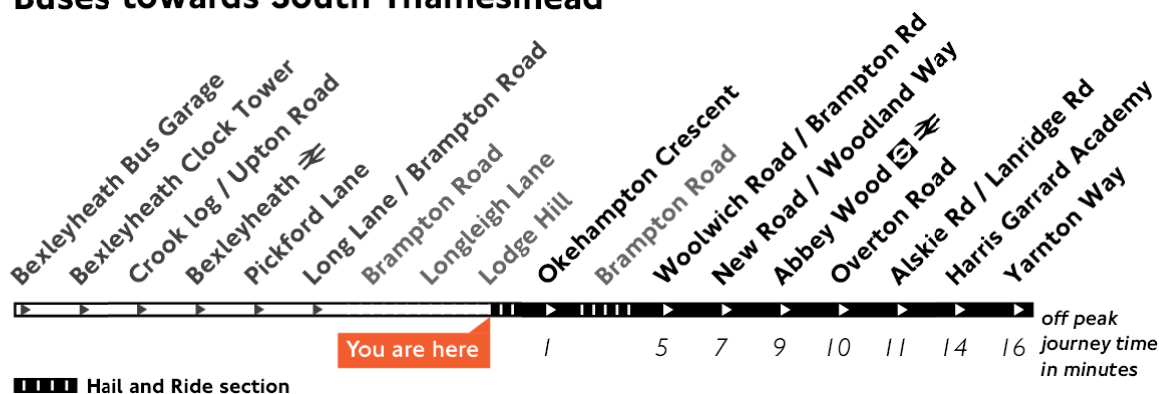 Buses towards South Thamesmead
Bexleyheath Bus Garage
Bexleyheath Clock Tower
Crook log / Upton Road
Bexleyheath
Pickford Lane
Long Lane / Brampton Road
Brampton Road
Longleigh Lane
Lodge Hill
Okehampton Crescent
Brampton Road
Woolwich Road / Brampton Rd
New Road / Woodland Way
Abbey Wood
Overton Road
Alskie Rd / Lanridge Rd
Harris Garrard Academy
Yarnton Way
You are here
1 5 7 9 10 11 14 16
off peak
journey time
in minutes
Hail and Ride section